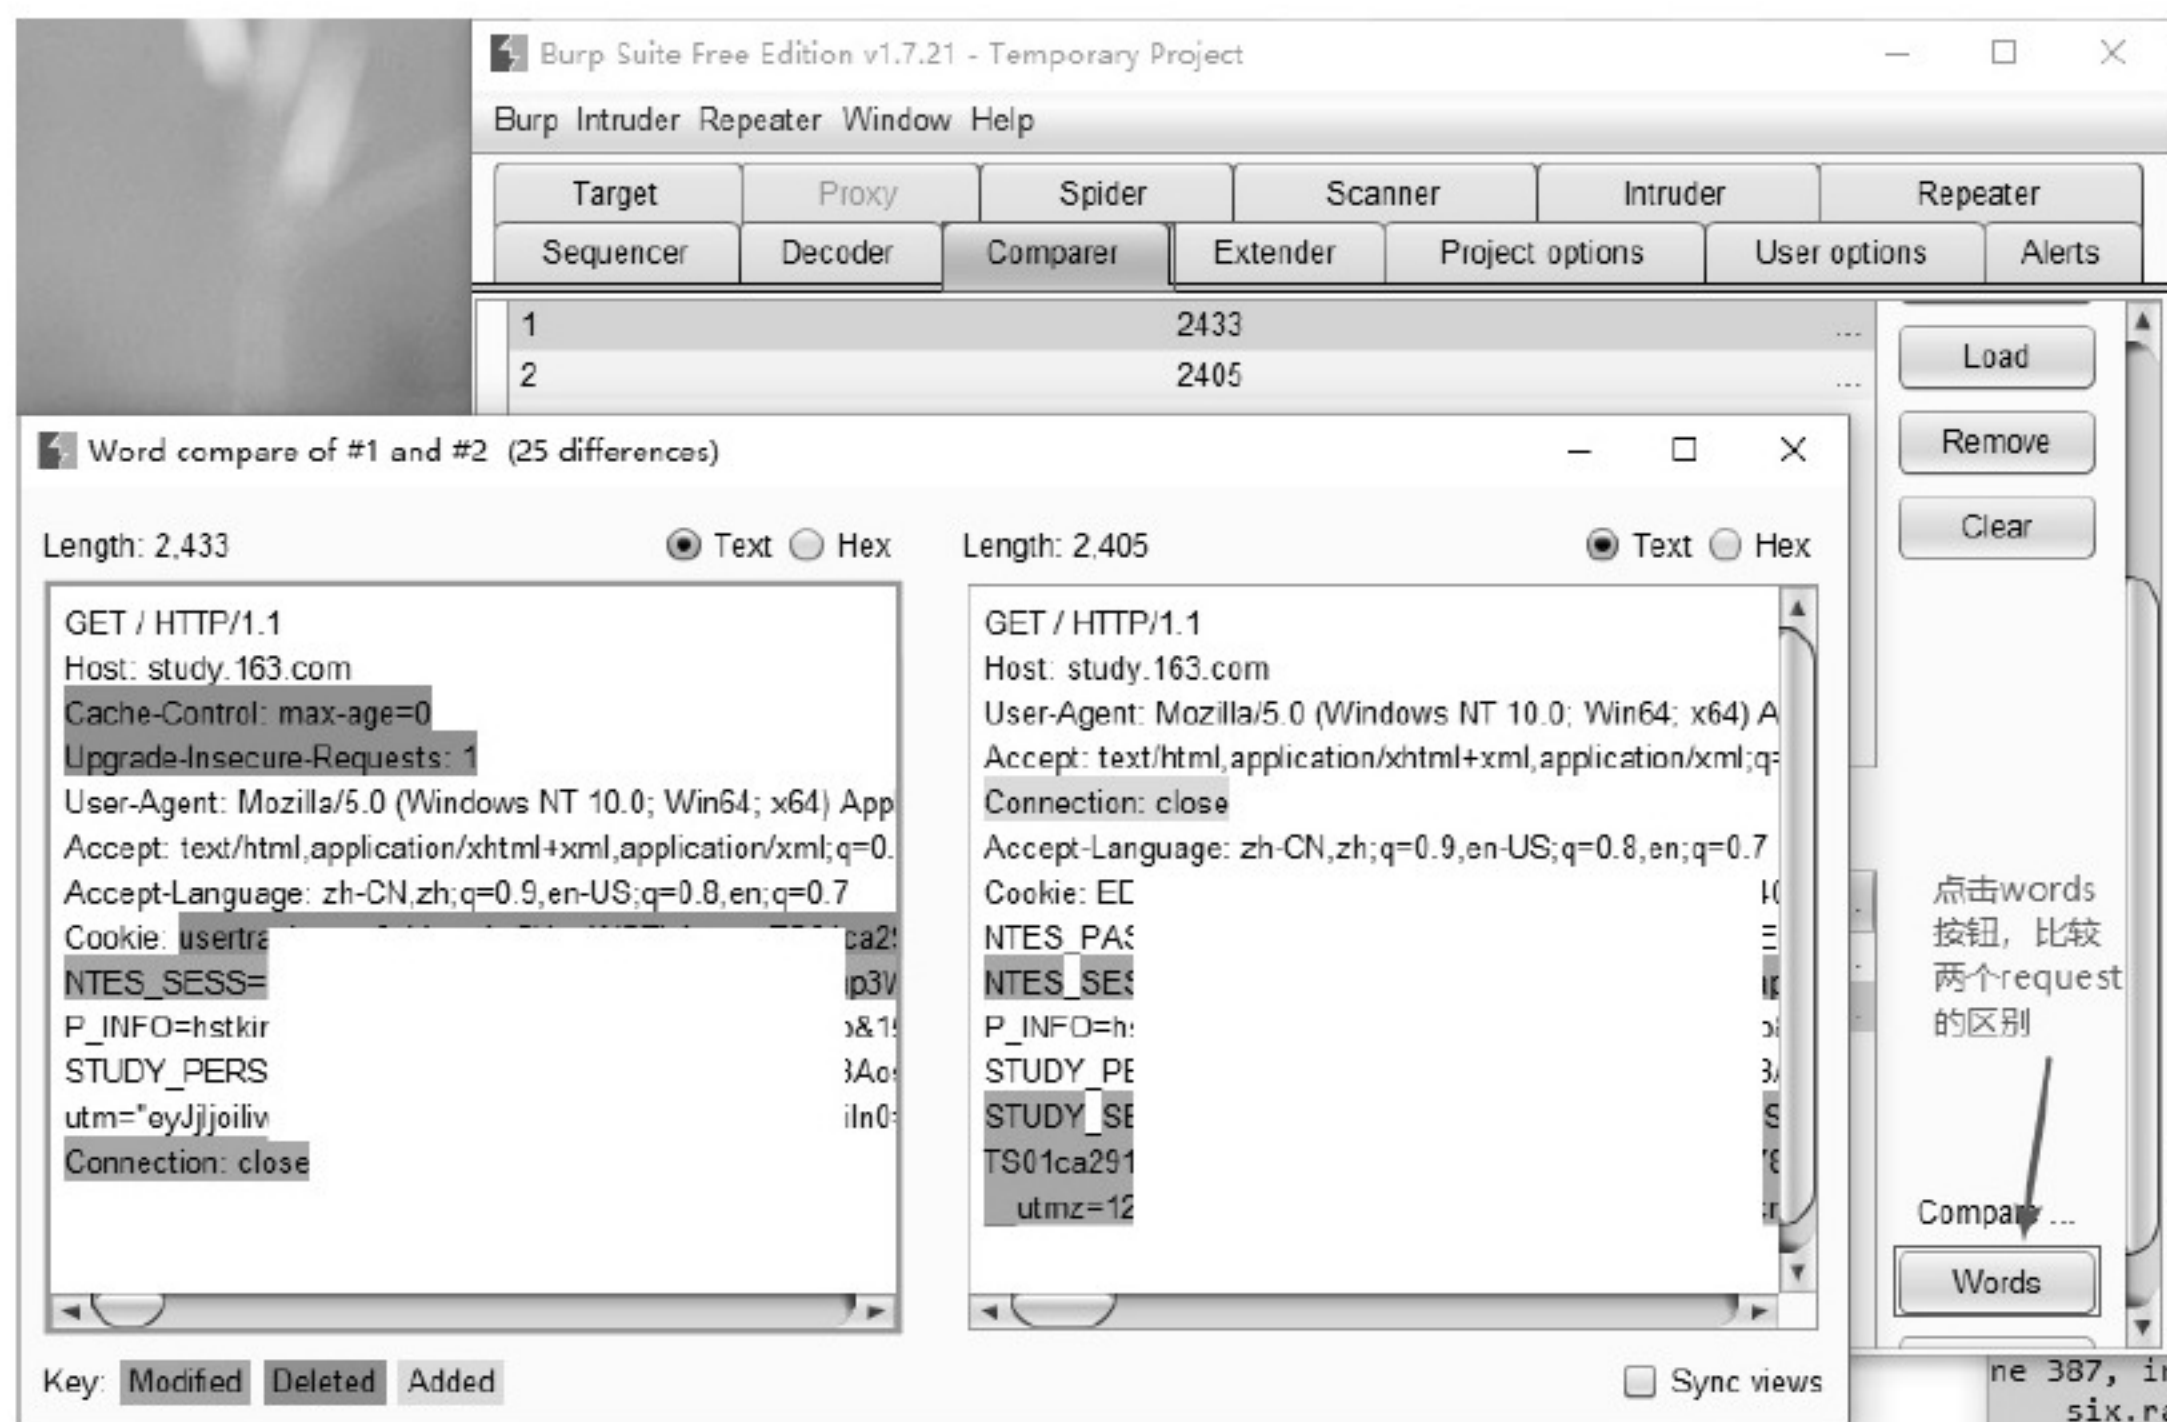 Burp Suite Free Edition v1.7.21 - Temporary Project
Burp Intruder Repeater Window Help
Target Proxy Spider Scanner Intruder Repeater
Sequencer Decoder Comparer Extender Project options User options Alerts
1 2433 ...
2 2405 ...
Load
Remove
Clear
Word compare of #1 and #2 (25 differences)
Length: 2,433 Text Hex
GET / HTTP/1.1
Host: study.163.com
Cache-Control: max-age=0
Upgrade-Insecure-Requests: 1
User-Agent: Mozilla/5.0 (Windows NT 10.0; Win64; x64) App
Accept: text/html,application/xhtml+xml,application/xml;q=0.
Accept-Language: zh-CN,zh;q=0.9,en-US;q=0.8,en;q=0.7
Cookie: usertra
NTES_SESS=
P_INFO=hstkir
STUDY_PERS
Connection: close
Length: 2,405 Text Hex
GET / HTTP/1.1
Host: study.163.com
User-Agent: Mozilla/5.0 (Windows NT 10.0; Win64; x64) A
Accept: text/html,application/xhtml+xml,application/xml;q=
Connection: close
Accept-Language: zh-CN,zh;q=0.9,en-US;q=0.8,en;q=0.7
Cookie: ED
NTES_PAS
NTES_SES
P_INFO=hs
STUDY_PE
STUDY_SE
TS01ca291
__utmz=12
Key: Modified Deleted Added
Sync views
点击words
按钮，比较
两个request
的区别
Compare ...
Words
ne 387, in